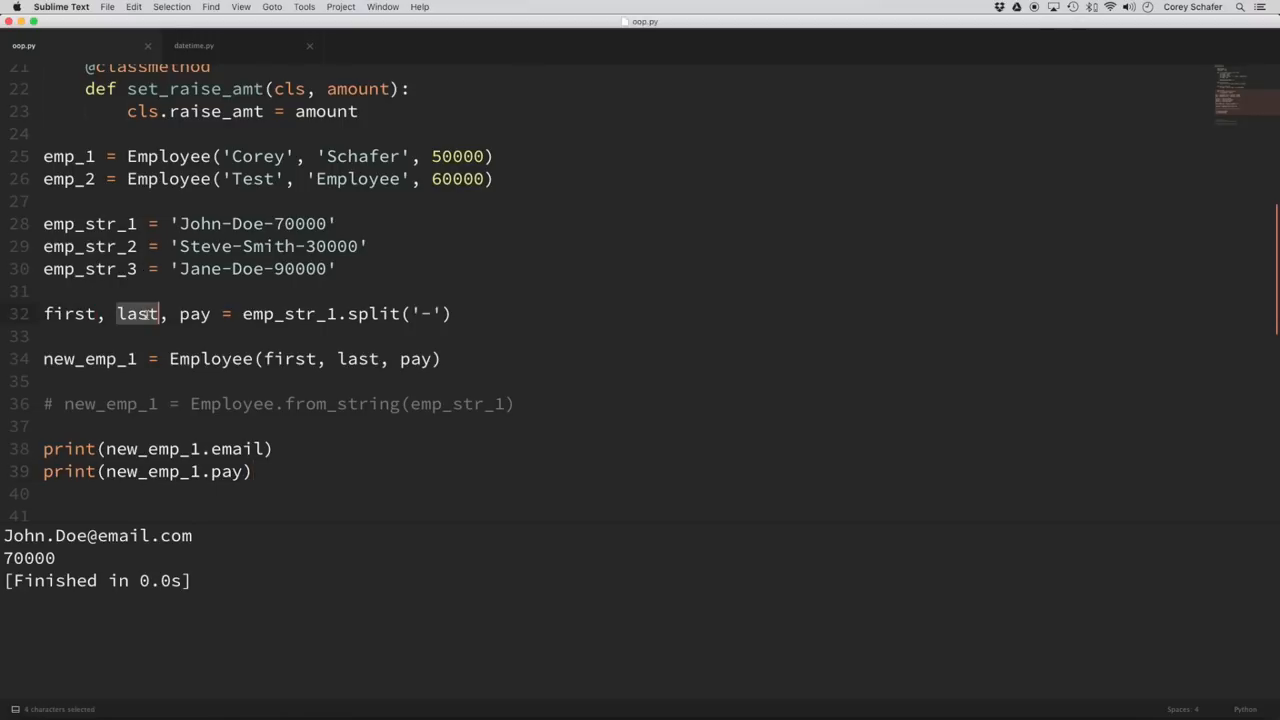 Sublime Text File Edit Selection Find View Goto Tools Project Window Help Corey Schafer
oop.py
oop.py datetime.py
21 @classmethod
22 def set_raise_amt(cls, amount):
23 cls.raise_amt = amount
24
25 emp_1 = Employee('Corey', 'Schafer', 50000)
26 emp_2 = Employee('Test', 'Employee', 60000)
27
28 emp_str_1 = 'John-Doe-70000'
29 emp_str_2 = 'Steve-Smith-30000'
30 emp_str_3 = 'Jane-Doe-90000'
31
32 first, last, pay = emp_str_1.split('-')
33
34 new_emp_1 = Employee(first, last, pay)
35
36 # new_emp_1 = Employee.from_string(emp_str_1)
37
38 print(new_emp_1.email)
39 print(new_emp_1.pay)
40
41
John.Doe@email.com
70000
[Finished in 0.0s]
4 characters selected Spaces: 4 Python